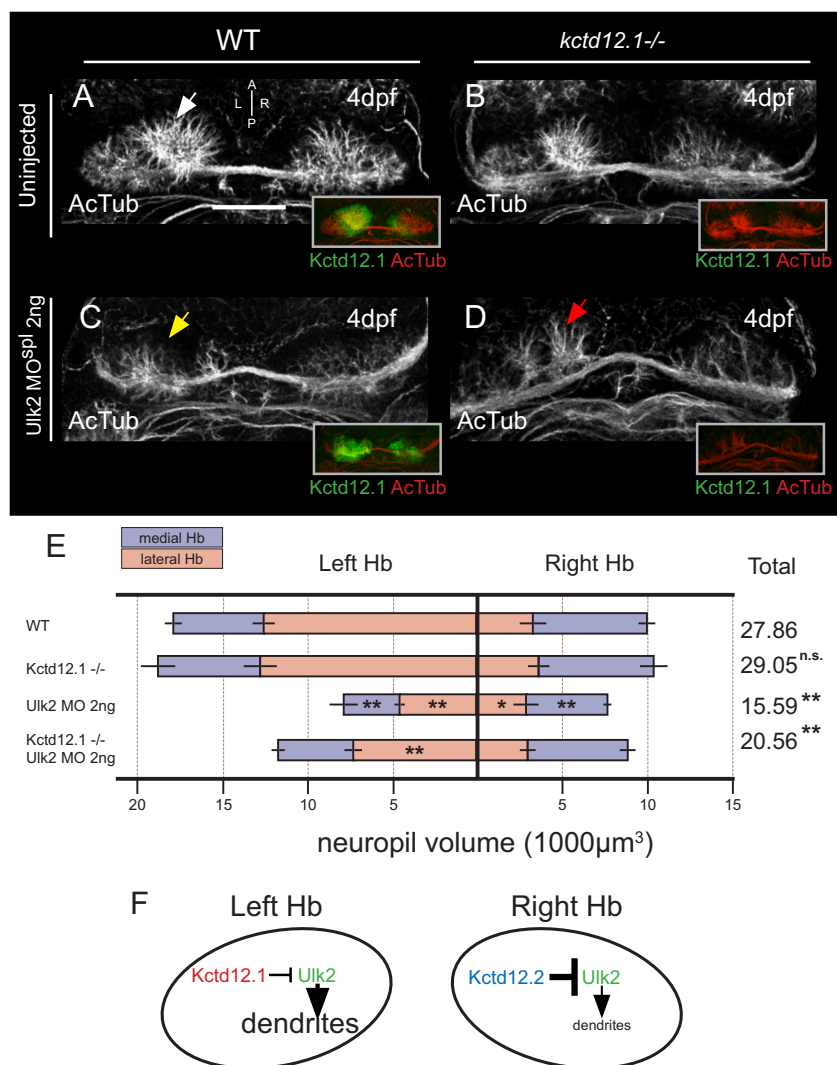 WT
kctd12.1-/-
Uninjected
A
A
L R
P
4dpf
AcTub
Kctd12.1 AcTub
B
4dpf
AcTub
Kctd12.1 AcTub
Ulk2 MOspl 2ng
C
4dpf
AcTub
Kctd12.1 AcTub
D
4dpf
AcTub
Kctd12.1 AcTub
E
medial Hb
lateral Hb
Left Hb
Right Hb
Total
WT
27.86
Kctd12.1 -/-
29.05 n.s.
Ulk2 MO 2ng
** ** * **
15.59 **
Kctd12.1 -/-
Ulk2 MO 2ng
**
20.56 **
20 15 10 5 5 10 15
neuropil volume (1000µm³)
F
Left Hb
Right Hb
Kctd12.1 Ulk2
dendrites
Kctd12.2 Ulk2
dendrites